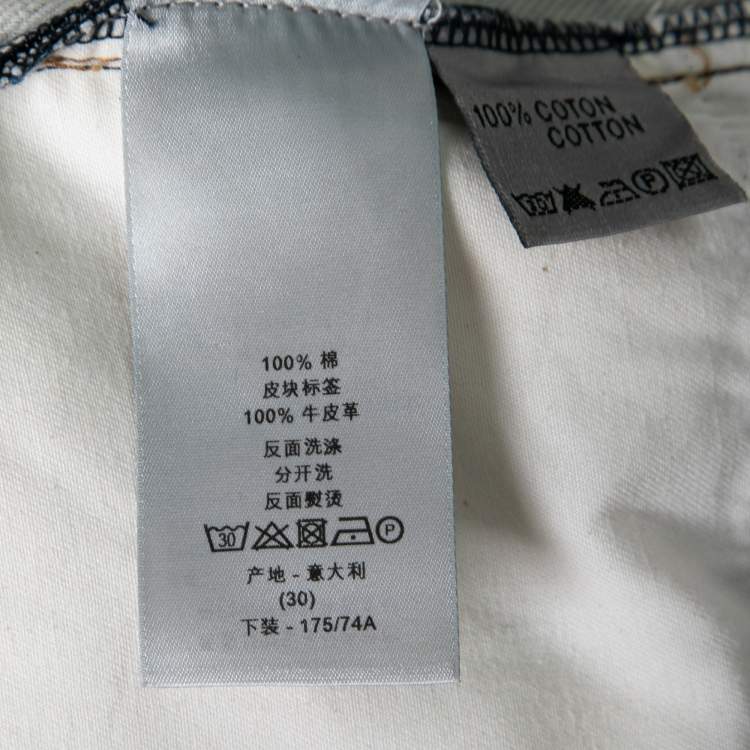 100% COTON
COTTON
30
P
100% 棉
皮块标签
100% 牛皮革
反面洗涤
分开洗
反面熨烫
30
P
产地 - 意大利
(30)
下装 - 175/74A